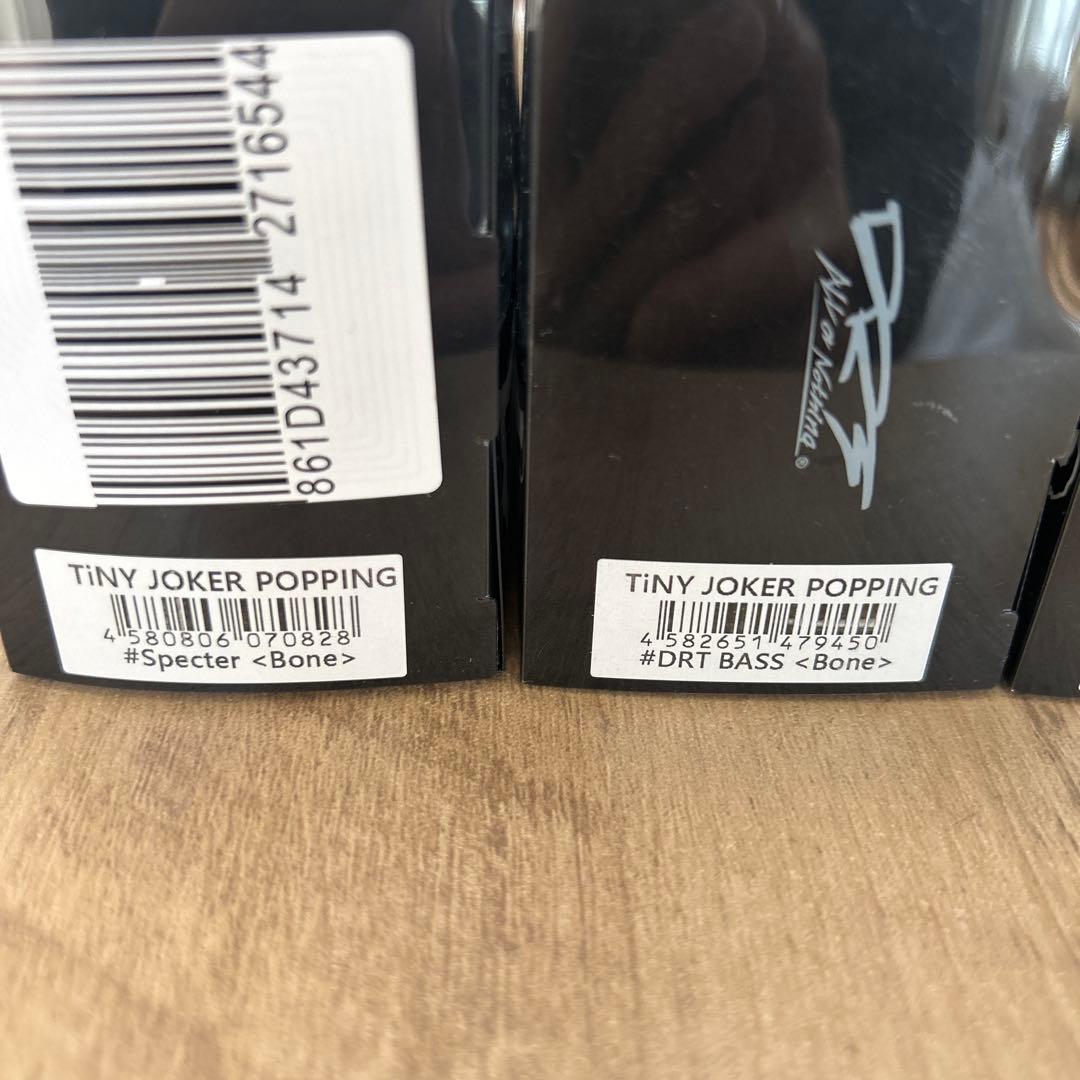 861D43714 2716544
TiNY JOKER POPPING
4 580806 070828
#Specter <Bone>
DRT
All or Nothing ®
TiNY JOKER POPPING
4 582651 479450
#DRT BASS <Bone>